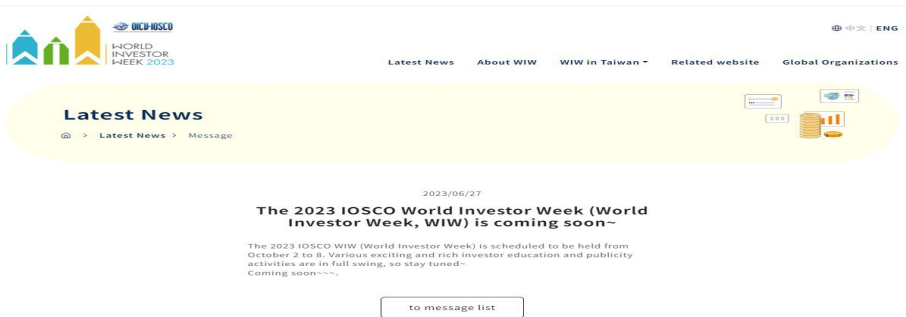 OICU-IOSCO
WORLD
INVESTOR
WEEK 2023
中文 | ENG
Latest News
About WIW
WIW in Taiwan
Related website
Global Organizations
Latest News
> Latest News > Message
2023/06/27
The 2023 IOSCO World Investor Week (World
Investor Week, WIW) is coming soon~
The 2023 IOSCO WIW (World Investor Week) is scheduled to be held from
October 2 to 8. Various exciting and rich investor education and publicity
activities are in full swing, so stay tuned~
Coming soon~~~.
to message list